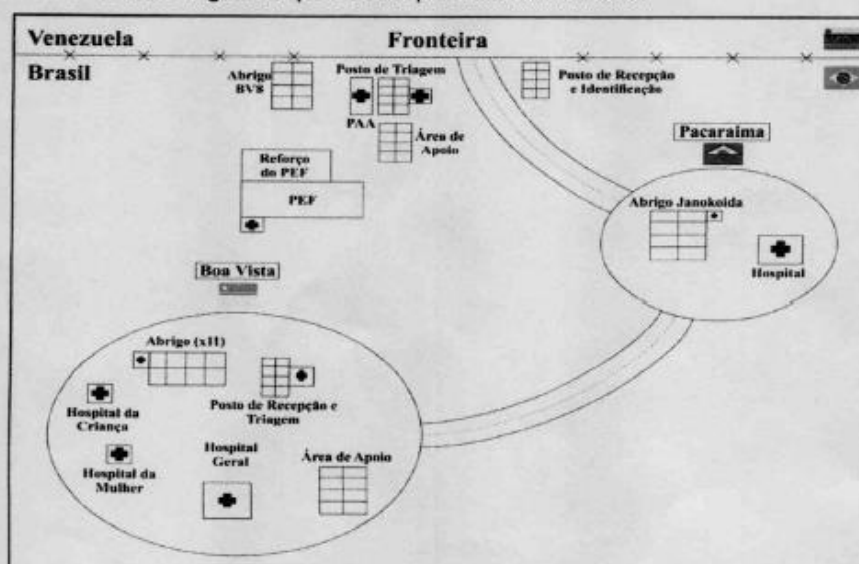 Venezuela
Fronteira
Brasil
Abrigo
BV8
Posto de Triagem
PAA
Área de
Apoio
Posto de Recepção
e Identificação
Pacaraima
Reforço
do PEF
PEF
Abrigo Janokoida
Hospital
Boa Vista
Abrigo (x11)
Posto de Recepção e
Triagem
Hospital da
Criança
Hospital da
Mulher
Hospital
Geral
Área de Apoio